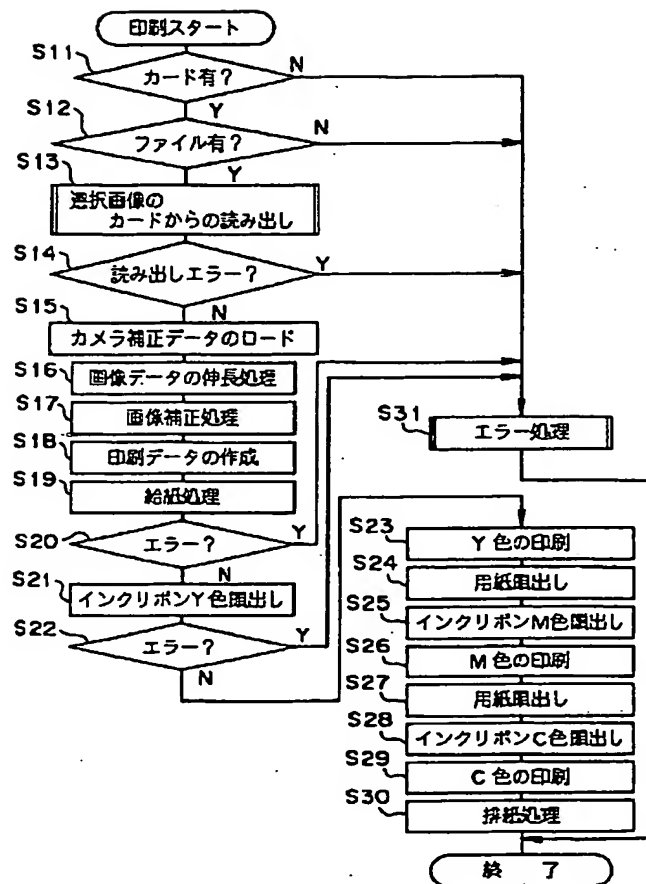 印刷スタート
S11
カード有?
N
Y
S12
ファイル有?
N
Y
S13
選択画像の
カードからの読み出し
S14
読み出しエラー?
Y
N
S15
カメラ補正データのロード
S16
画像データの伸長処理
S17
画像補正処理
S18
印刷データの作成
S19
給紙処理
S20
エラー?
Y
N
S21
インクリボンY色頭出し
S22
エラー?
Y
N
S31
エラー処理
S23
Y色の印刷
S24
用紙頭出し
S25
インクリボンM色頭出し
S26
M色の印刷
S27
用紙頭出し
S28
インクリボンC色頭出し
S29
C色の印刷
S30
排紙処理
終 了